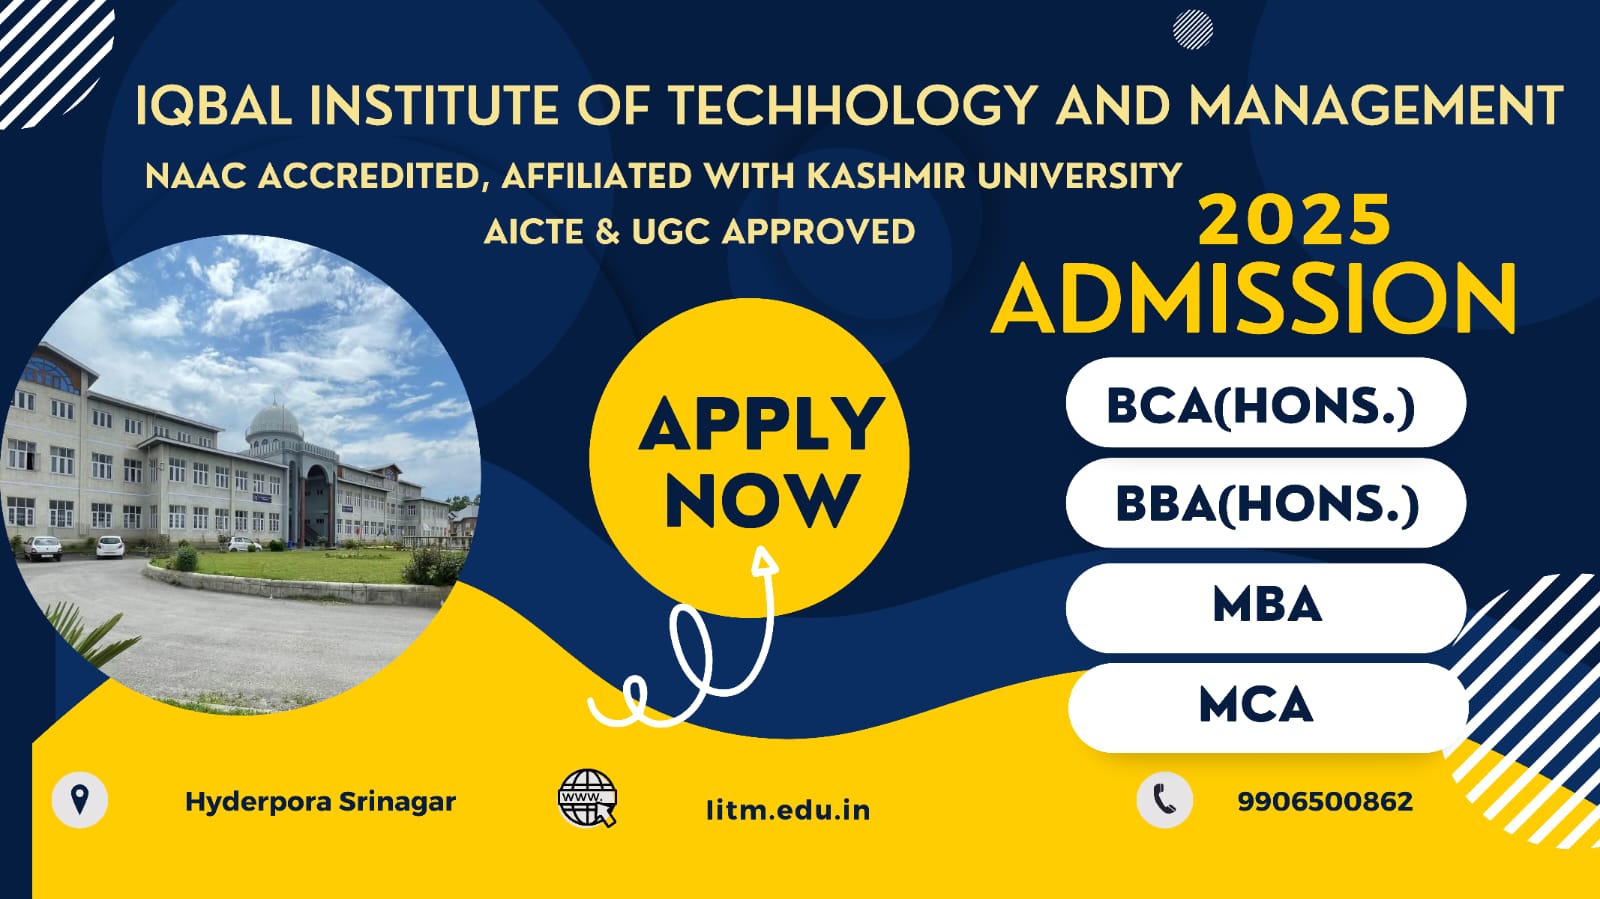 IQBAL INSTITUTE OF TECHHOLOGY AND MANAGEMENT
NAAC ACCREDITED, AFFILIATED WITH KASHMIR UNIVERSITY
AICTE & UGC APPROVED
2025
ADMISSION
APPLY
NOW
BCA(HONS.)
BBA(HONS.)
MBA
MCA
Hyderpora Srinagar
www.
Iitm.edu.in
9906500862